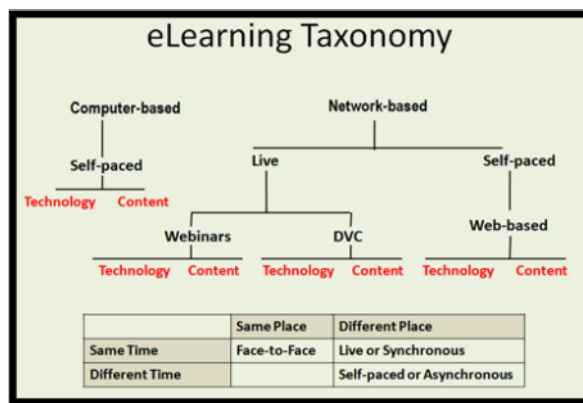 eLearning Taxonomy
Computer-based Network-based
Self-paced Live Self-paced
Technology Content
Webinars DVC Web-based
Technology Content Technology Content Technology Content
Same Place Different Place
Same Time Face-to-Face Live or Synchronous
Different Time Self-paced or Asynchronous